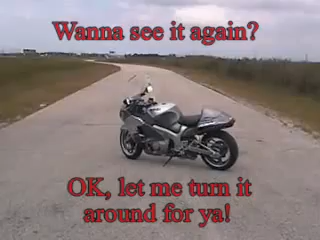 Wanna see it again?
OK, let me turn it
around for ya!